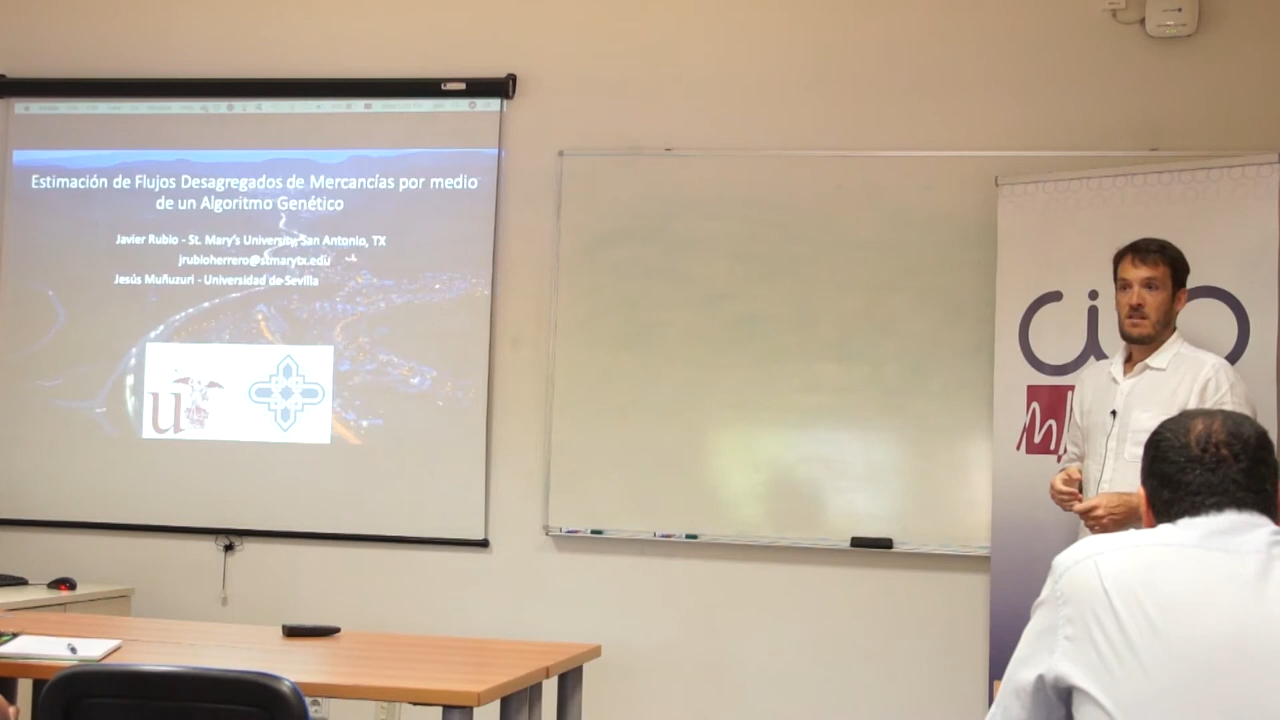 Estimación de Flujos Desagregados de Mercancías por medio
de un Algoritmo Genético
Javier Rubio - St. Mary's University, San Antonio, TX
jrubioherrero@stmarytx.edu
Jesús Muñuzuri - Universidad de Sevilla
u